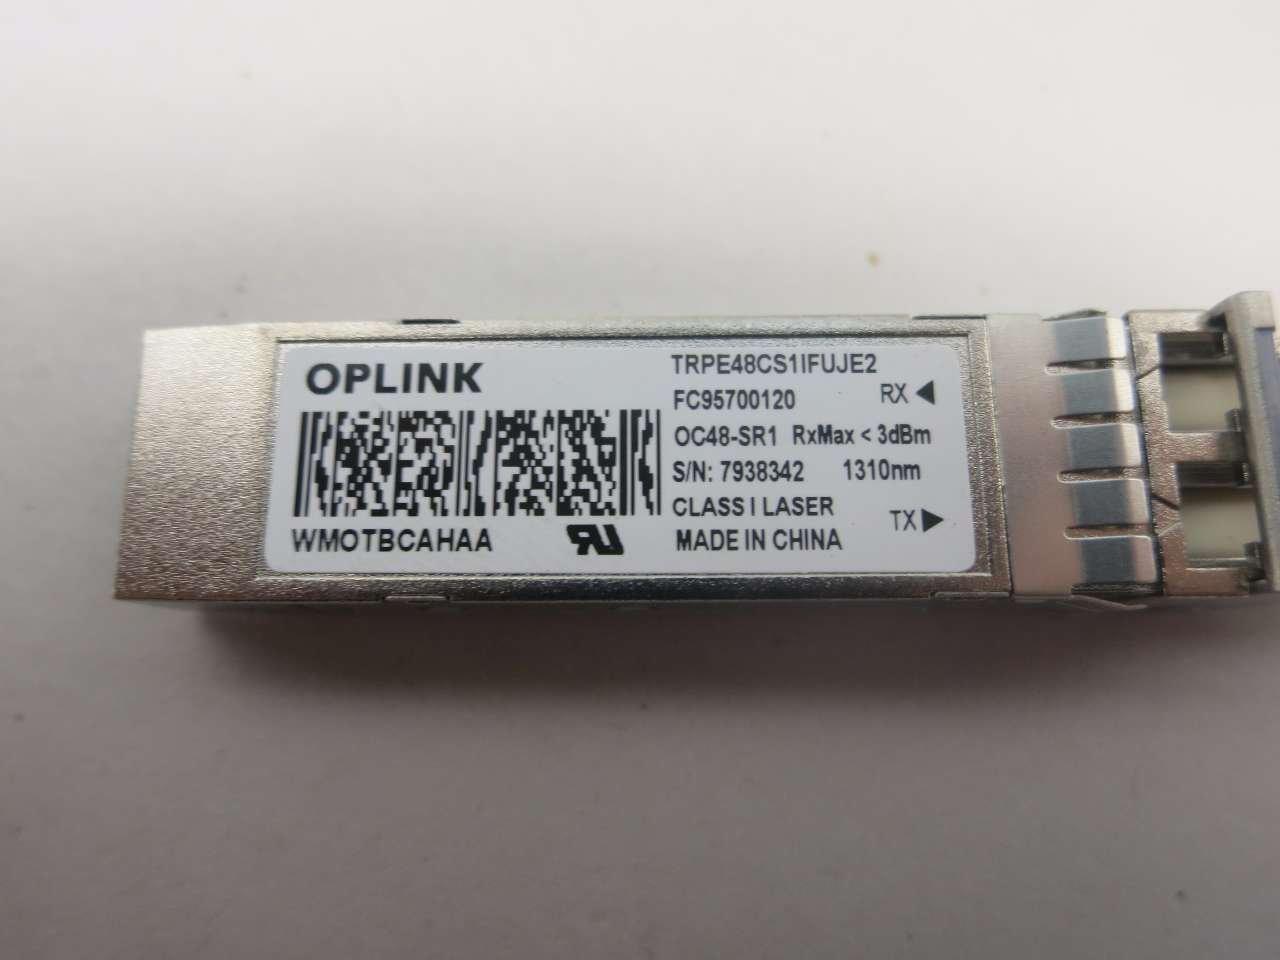 OPLINK
WMOTBCAHAA
TRPE48CS1IFUJE2
FC95700120 RX
OC48-SR1 RxMax < 3dBm
S/N: 7938342 1310nm
CLASS I LASER
TX
MADE IN CHINA